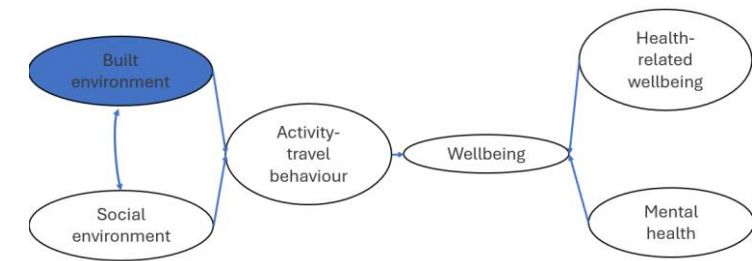 Built
environment
Social
environment
Activity-
travel
behaviour
Wellbeing
Health-
related
wellbeing
Mental
health